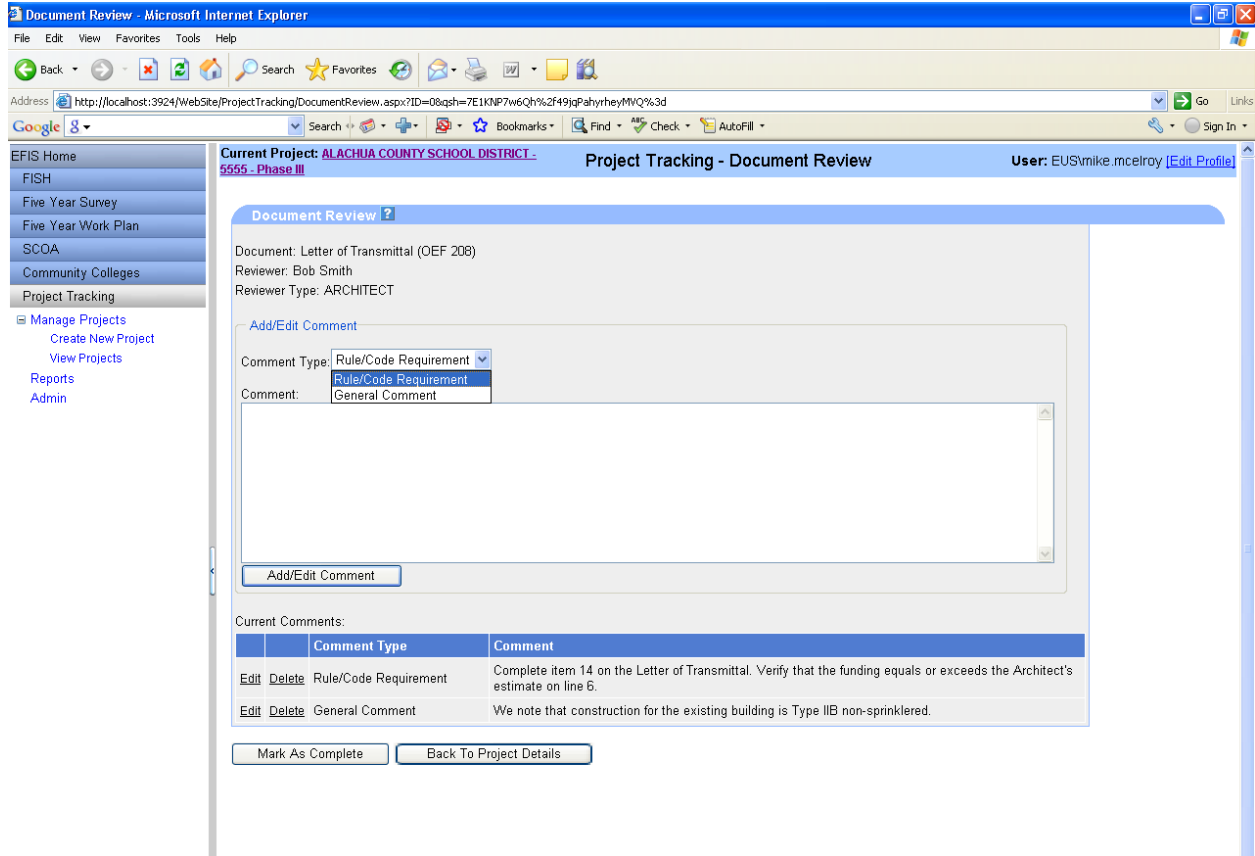 Document Review - Microsoft Internet Explorer
File Edit View Favorites Tools Help
Back Search Favorites
Address http://localhost:3924/WebSite/ProjectTracking/DocumentReview.aspx?ID=0&qsh=7E1KNP7w6Qh%2f49jqPahyrheyMVQ%3d Go Links
Google Search Bookmarks Find Check AutoFill Sign In
EFIS Home
FISH
Five Year Survey
Five Year Work Plan
SCOA
Community Colleges
Project Tracking
Manage Projects
Create New Project
View Projects
Reports
Admin
Current Project: ALACHUA COUNTY SCHOOL DISTRICT -
5555 - Phase III
Project Tracking - Document Review
User: EUS\mike.mcelroy [Edit Profile]
Document Review ?
Document: Letter of Transmittal (OEF 208)
Reviewer: Bob Smith
Reviewer Type: ARCHITECT
Add/Edit Comment
Comment Type: Rule/Code Requirement
Rule/Code Requirement
General Comment
Comment:
Add/Edit Comment
Current Comments:
Comment Type Comment
Edit Delete Rule/Code Requirement Complete item 14 on the Letter of Transmittal. Verify that the funding equals or exceeds the Architect's
estimate on line 6.
Edit Delete General Comment We note that construction for the existing building is Type IIB non-sprinklered.
Mark As Complete Back To Project Details